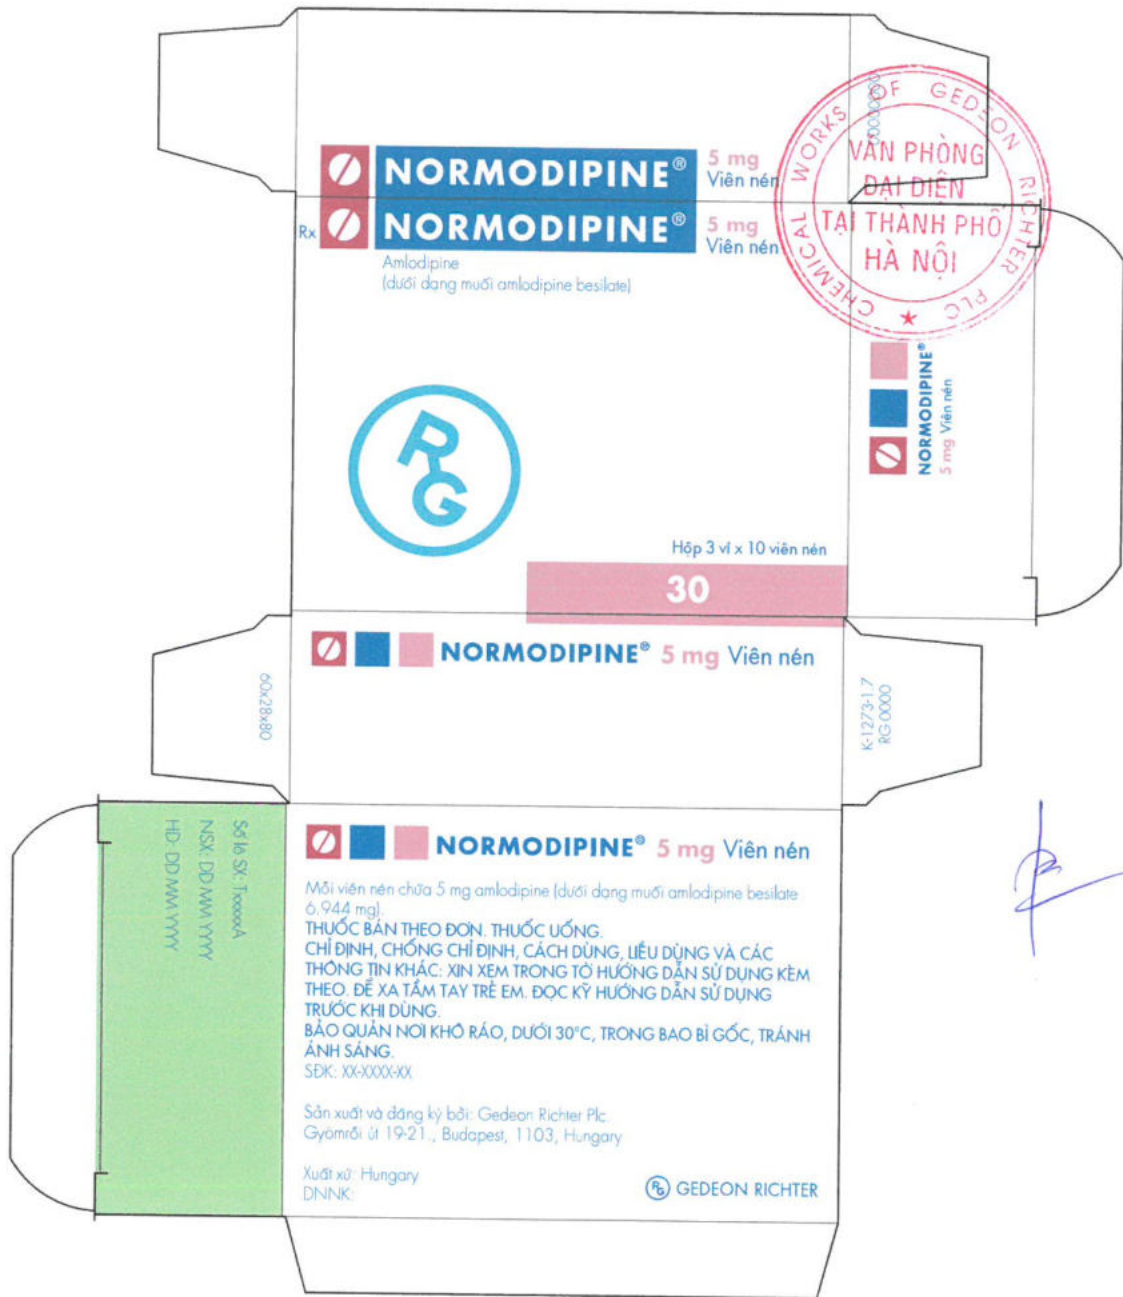 NORMODIPINE® 5 mg
Viên nén
Rx NORMODIPINE® 5 mg
Viên nén
Amlodipine
(dưới dạng muối amlodipine besilate)
CHEMICAL WORKS OF GEDEON RICHTER PLC ★
VĂN PHÒNG
ĐẠI DIỆN
TẠI THÀNH PHỐ
HÀ NỘI
00000000
NORMODIPINE®
5 mg Viên nén
RG
Hộp 3 vỉ x 10 viên nén
30
NORMODIPINE® 5 mg Viên nén
60x28x80
K-1273-1.7
RG 0000
NORMODIPINE® 5 mg Viên nén
Mỗi viên nén chứa 5 mg amlodipine (dưới dạng muối amlodipine besilate
6,944 mg).
THUỐC BÁN THEO ĐƠN. THUỐC UỐNG.
CHỈ ĐỊNH, CHỐNG CHỈ ĐỊNH, CÁCH DÙNG, LIỀU DÙNG VÀ CÁC
THÔNG TIN KHÁC: XIN XEM TRONG TỜ HƯỚNG DẪN SỬ DỤNG KÈM
THEO. ĐỂ XA TẦM TAY TRẺ EM. ĐỌC KỸ HƯỚNG DẪN SỬ DỤNG
TRƯỚC KHI DÙNG.
BẢO QUẢN NƠI KHÔ RÁO, DƯỚI 30°C, TRONG BAO BÌ GỐC, TRÁNH
ÁNH SÁNG.
SĐK: XX-XXXX-XX
Sản xuất và đăng ký bởi: Gedeon Richter Plc
Gyömrői út 19-21., Budapest, 1103, Hungary
Xuất xứ: Hungary
DNNK:
RG GEDEON RICHTER
Số lô SX: TxxxxxA
NSX: DD MM YYYY
HD: DD MM YYYY